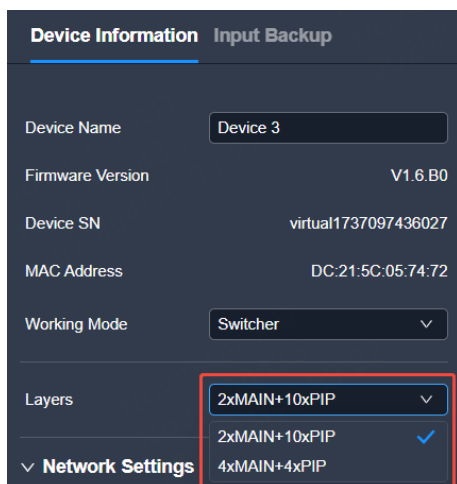 Device Information Input Backup
Device Name Device 3
Firmware Version V1.6.B0
Device SN virtual1737097436027
MAC Address DC:21:5C:05:74:72
Working Mode Switcher
Layers 2xMAIN+10xPIP
2xMAIN+10xPIP
Network Settings 4xMAIN+4xPIP